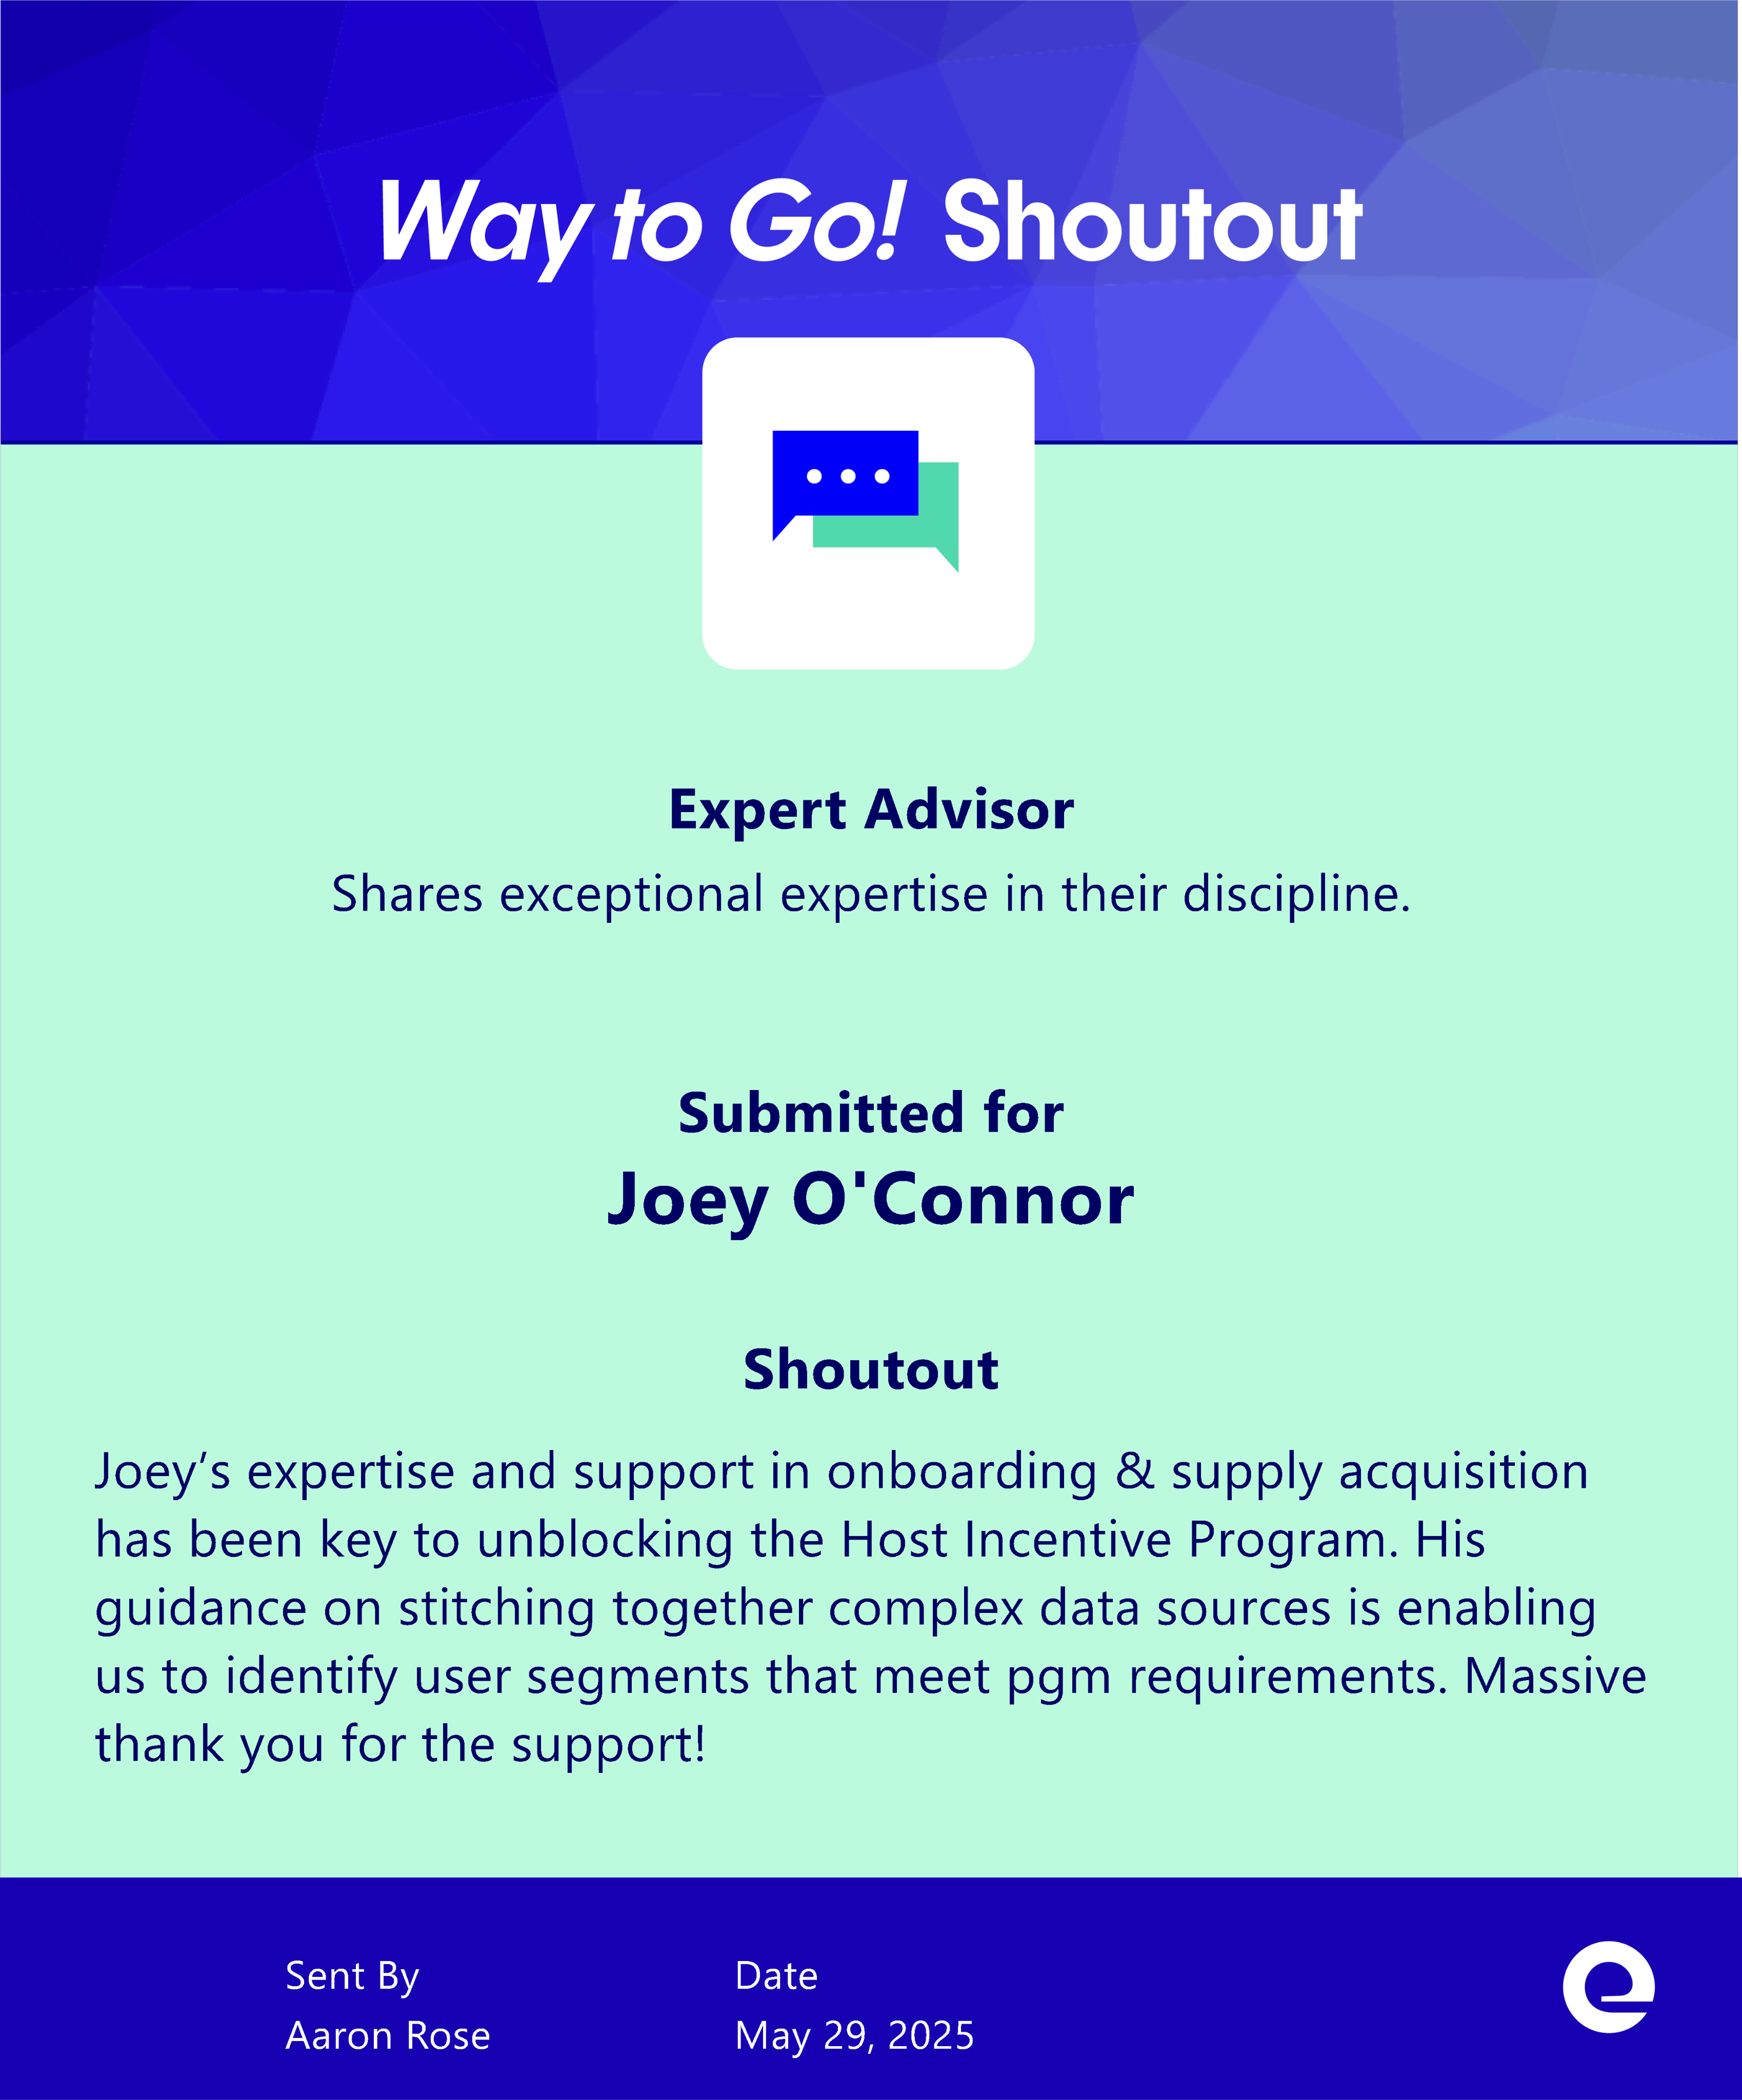 Way to Go! Shoutout
Expert Advisor
Shares exceptional expertise in their discipline.
Submitted for
Joey O'Connor
Shoutout
Joey’s expertise and support in onboarding & supply acquisition
has been key to unblocking the Host Incentive Program. His
guidance on stitching together complex data sources is enabling
us to identify user segments that meet pgm requirements. Massive
thank you for the support!
Sent By
Aaron Rose
Date
May 29, 2025
e